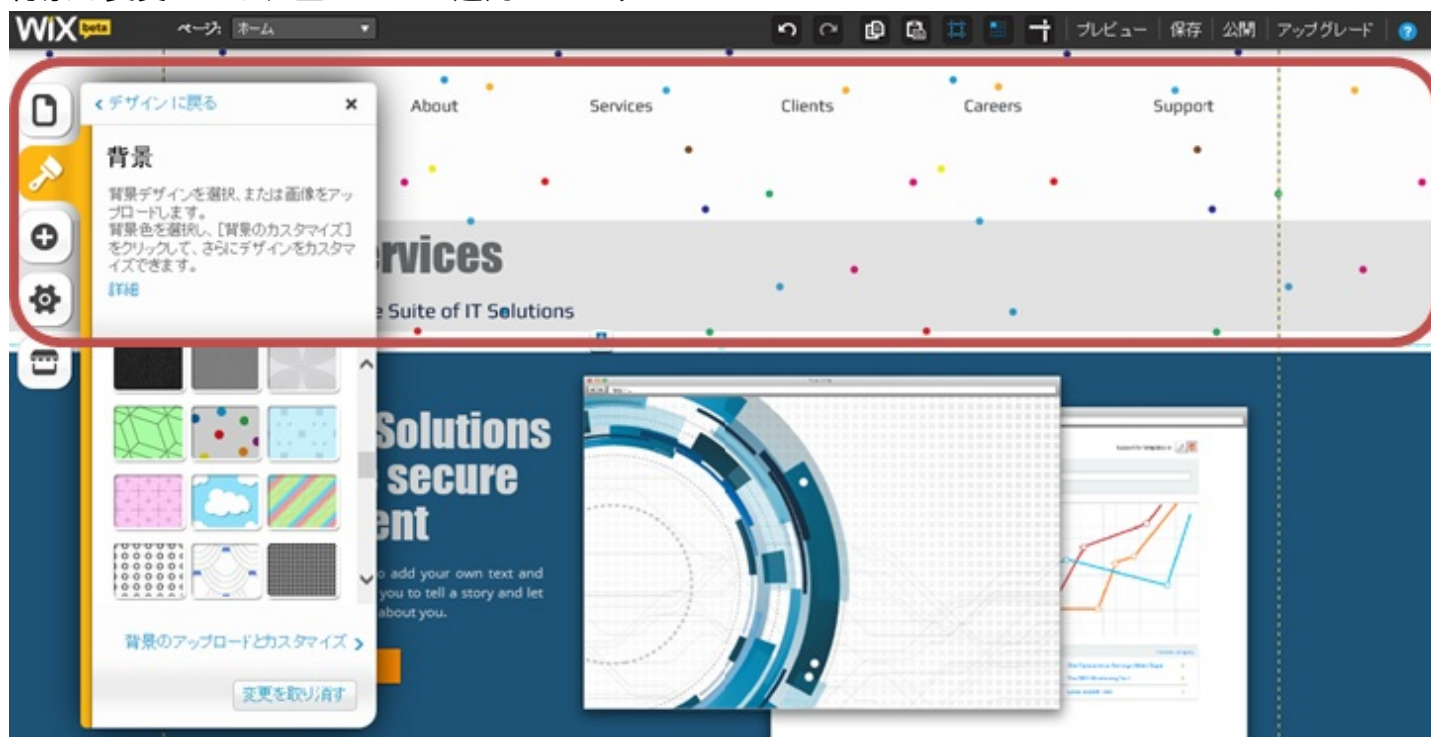 WiX beta
ページ: ホーム
プレビュー 保存 公開 アップグレード ?
デザインに戻る
About Services Clients Careers Support
背景
背景デザインを選択、または画像をアッ
プロードします。
背景色を選択し、[背景のカスタマイズ]
をクリックして、さらにデザインをカスタマ
イズできます。
詳細
rvices
e Suite of IT Solutions
Solutions
secure
ent
o add your own text and
you to tell a story and let
about you.
背景のアップロードとカスタマイズ
変更を取り消す